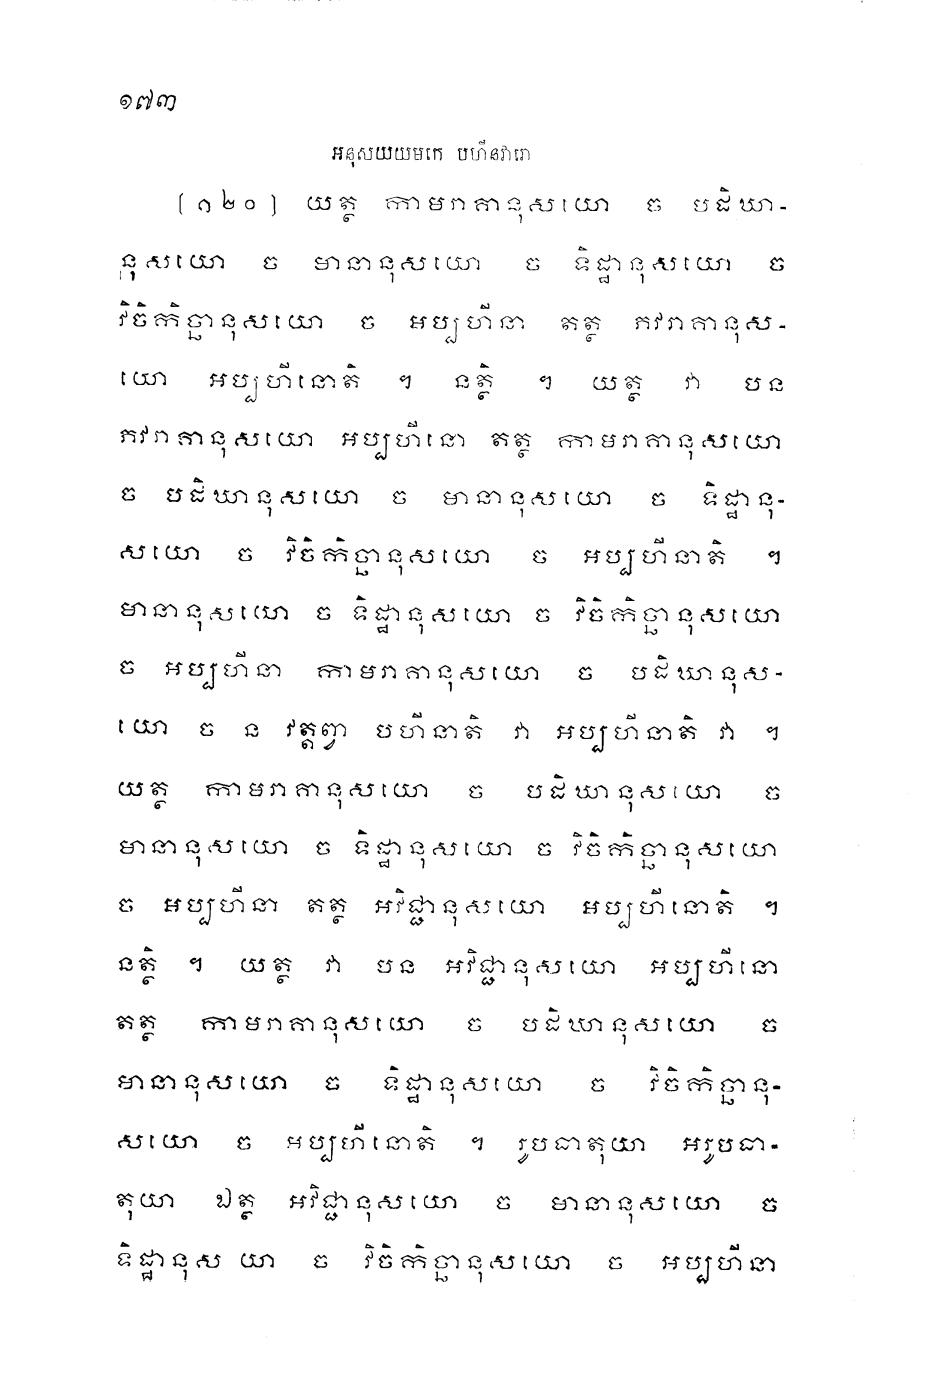 ១៧៣
អនុសយយមកេ បហីនវារោ
[១២០] យត្ថ កាមរាគានុសយោ ច បដិឃា-
នុសយោ ច មានានុសយោ ច ទិដ្ឋានុសយោ ច
វិចិកិច្ឆានុសយោ ច អប្បហីនា តត្ថ ភវរាគានុស-
យោ អប្បហីនោតិ ។ នត្ថិ ។ យត្ថ វា បន
ភវរាគានុសយោ អប្បហីនោ តត្ថ កាមរាគានុសយោ
ច បដិឃានុសយោ ច មានានុសយោ ច ទិដ្ឋានុ-
សយោ ច វិចិកិច្ឆានុសយោ ច អប្បហីនាតិ ។
មានានុសយោ ច ទិដ្ឋានុសយោ ច វិចិកិច្ឆានុសយោ
ច អប្បហីនា កាមរាគានុសយោ ច បដិឃានុស-
យោ ច ន វត្តព្វា បហីនាតិ វា អប្បហីនាតិ វា ។
យត្ថ កាមរាគានុសយោ ច បដិឃានុសយោ ច
មានានុសយោ ច ទិដ្ឋានុសយោ ច វិចិកិច្ឆានុសយោ
ច អប្បហីនា តត្ថ អវិជ្ជានុសយោ អប្បហីនោតិ ។
នត្ថិ ។ យត្ថ វា បន អវិជ្ជានុសយោ អប្បហីនោ
តត្ថ កាមរាគានុសយោ ច បដិឃានុសយោ ច
មានានុសយោ ច ទិដ្ឋានុសយោ ច វិចិកិច្ឆានុ-
សយោ ច អប្បហីនោតិ ។ រូបធាតុយា អរូបធា-
តុយា ឯត្ថ អវិជ្ជានុសយោ ច មានានុសយោ ច
ទិដ្ឋានុស យា ច វិចិកិច្ឆានុសយោ ច អប្បហីនា